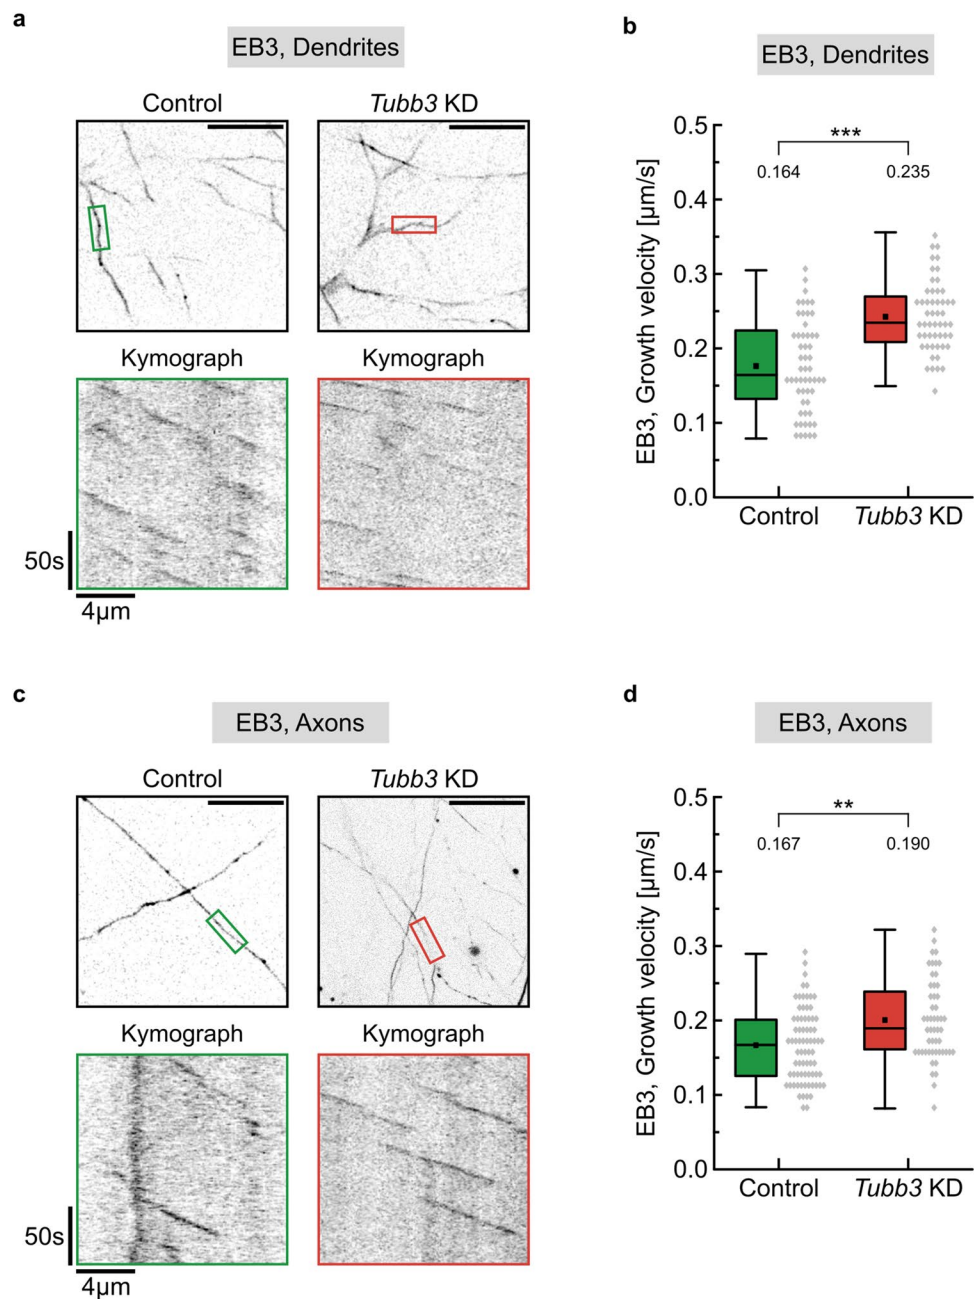 a
EB3, Dendrites
Control
Tubb3 KD
Kymograph
Kymograph
50s
4µm
b
EB3, Dendrites
EB3, Growth velocity [µm/s]
0.5
0.4
0.3
0.2
0.1
0.0
***
0.164
0.235
Control
Tubb3 KD
c
EB3, Axons
Control
Tubb3 KD
Kymograph
Kymograph
50s
4µm
d
EB3, Axons
EB3, Growth velocity [µm/s]
0.5
0.4
0.3
0.2
0.1
0.0
**
0.167
0.190
Control
Tubb3 KD